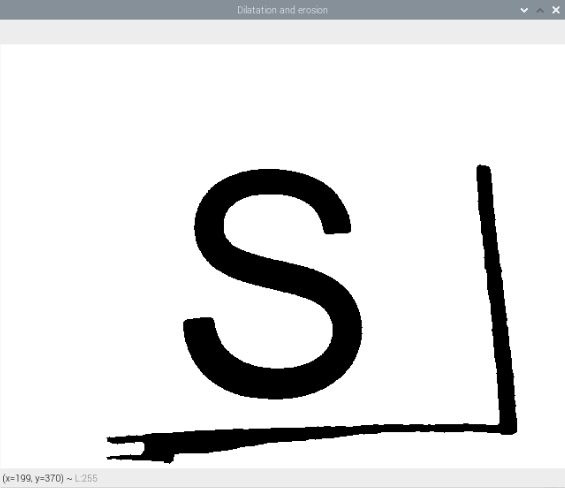 Dilatation and erosion
S
(x=199, y=370) ~ L:255